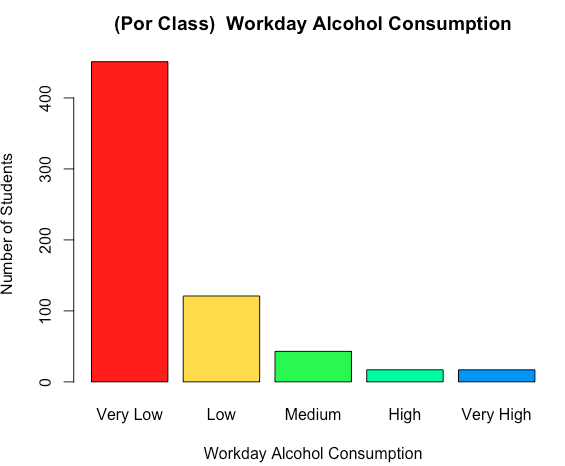 (Por Class)  Workday Alcohol Consumption
Number of Students
400
300
200
100
0
Very Low
Low
Medium
High
Very High
Workday Alcohol Consumption